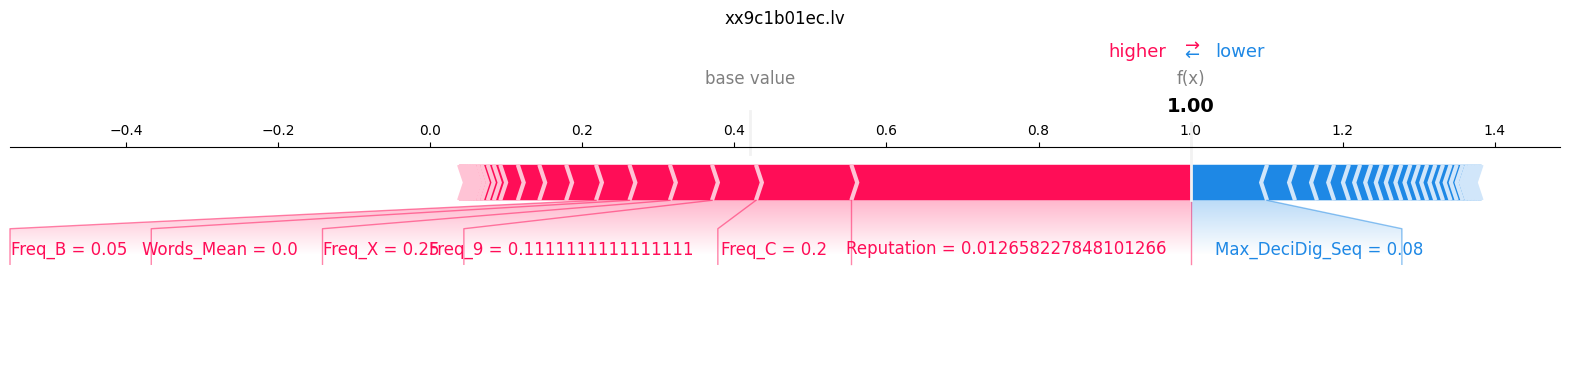 xx9c1b01ec.lv
higher → ← lower
base value f(x)
1.00
−0.4 −0.2 0.0 0.2 0.4 0.6 0.8 1.0 1.2 1.4
Freq_B = 0.05 Words_Mean = 0.0 Freq_X = 0.25 Freq_9 = 0.1111111111111111 Freq_C = 0.2 Reputation = 0.012658227848101266 Max_DeciDig_Seq = 0.08